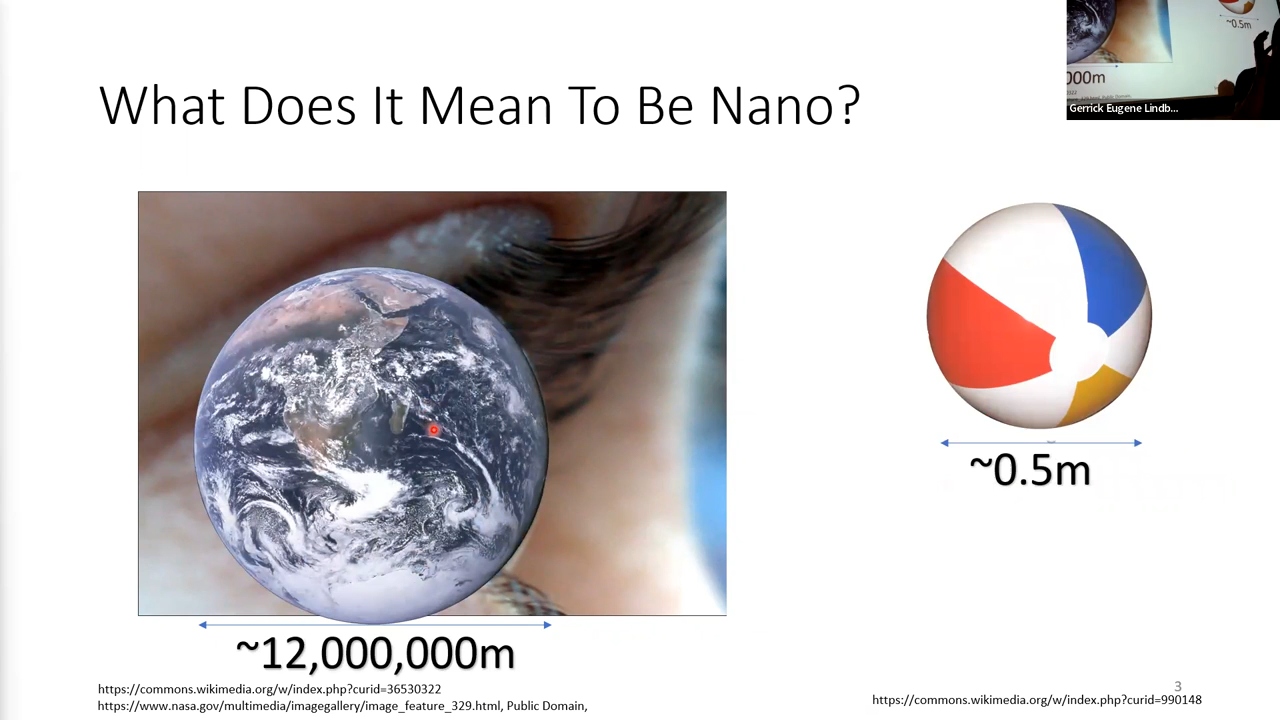 What Does It Mean To Be Nano?
~0.5m
000m
Gerrick Eugene Lindb...
~0.5m
~12,000,000m
https://commons.wikimedia.org/w/index.php?curid=36530322
https://www.nasa.gov/multimedia/imagegallery/image_feature_329.html, Public Domain,
3
https://commons.wikimedia.org/w/index.php?curid=990148